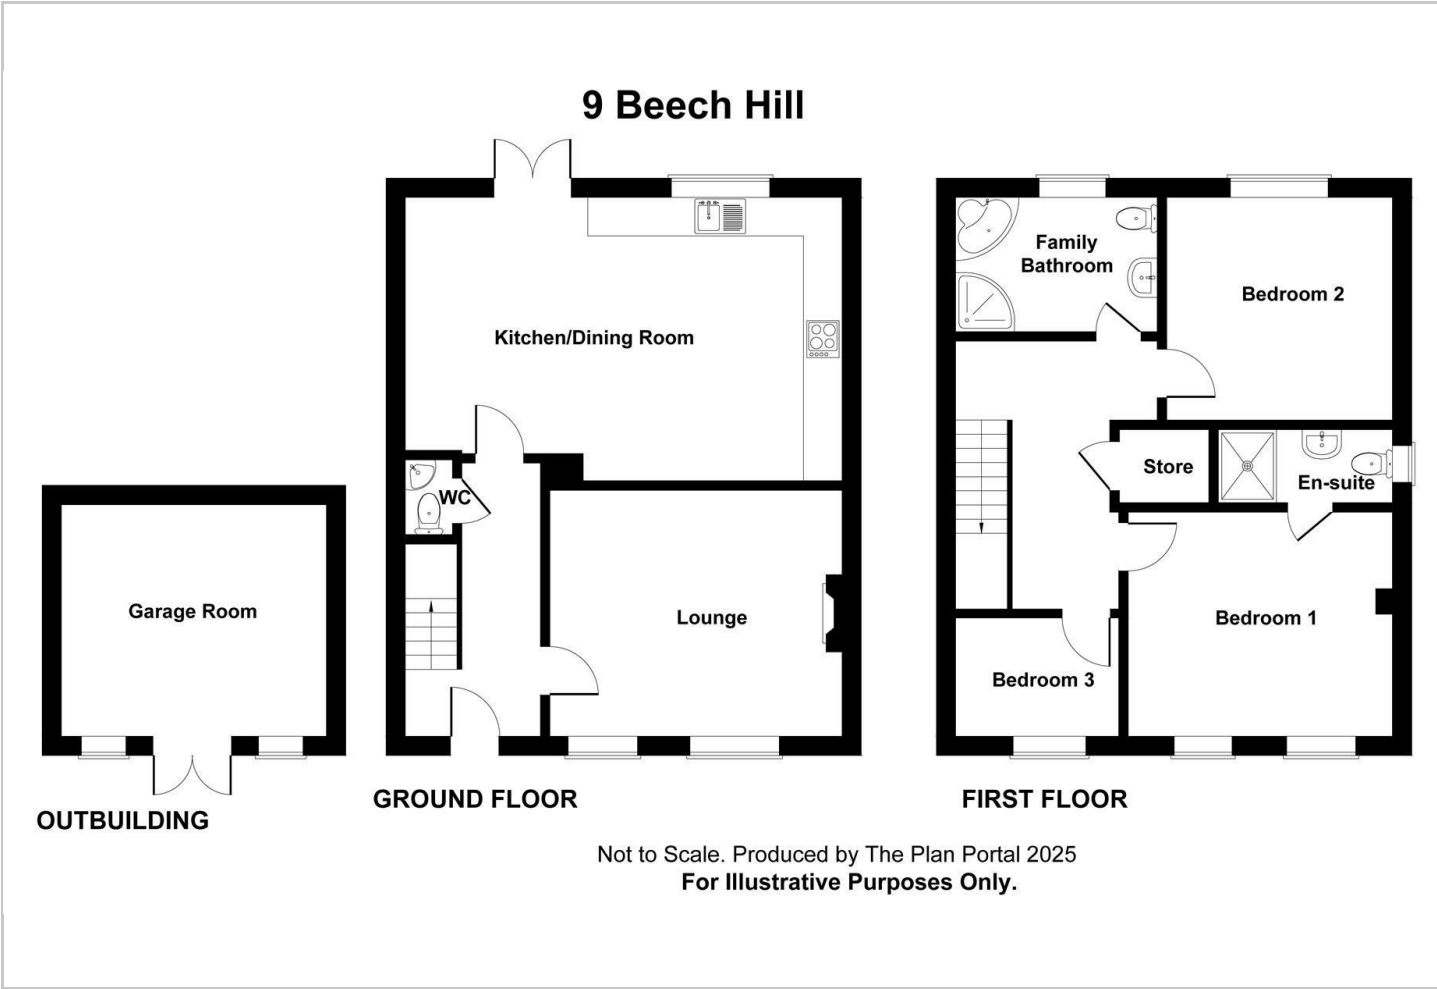 9 Beech Hill
Kitchen/Dining Room
WC
Lounge
Garage Room
Family
Bathroom
Bedroom 2
Store
En-suite
Bedroom 1
Bedroom 3
OUTBUILDING
GROUND FLOOR
FIRST FLOOR
Not to Scale. Produced by The Plan Portal 2025
For Illustrative Purposes Only.